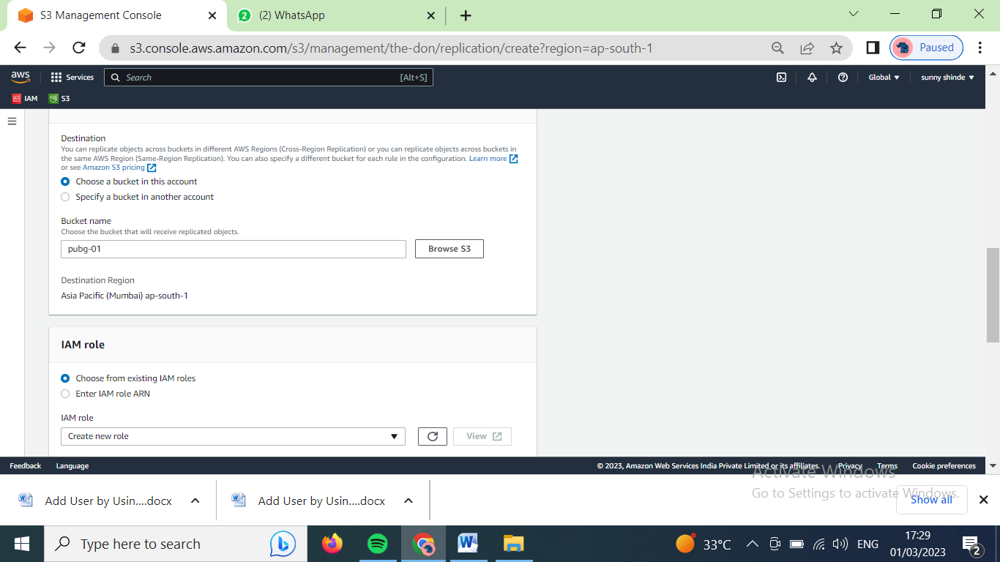 S3 Management Console
2 (2) WhatsApp
s3.console.aws.amazon.com/s3/management/the-don/replication/create?region=ap-south-1
Paused
aws Services Search [Alt+S] Global sunny shinde
IAM S3
Destination
You can replicate objects across buckets in different AWS Regions (Cross-Region Replication) or you can replicate objects across buckets in
the same AWS Region (Same-Region Replication). You can also specify a different bucket for each rule in the configuration. Learn more
or see Amazon S3 pricing
Choose a bucket in this account
Specify a bucket in another account
Bucket name
Choose the bucket that will receive replicated objects.
pubg-01 Browse S3
Destination Region
Asia Pacific (Mumbai) ap-south-1
IAM role
Choose from existing IAM roles
Enter IAM role ARN
IAM role
Create new role View
Feedback Language © 2023, Amazon Web Services India Private Limited or its affiliates. Privacy Terms Cookie preferences
Activate Windows
Go to Settings to activate Windows.
Add User by Usin....docx Add User by Usin....docx Show all
Type here to search 33°C ENG 17:29
01/03/2023 2